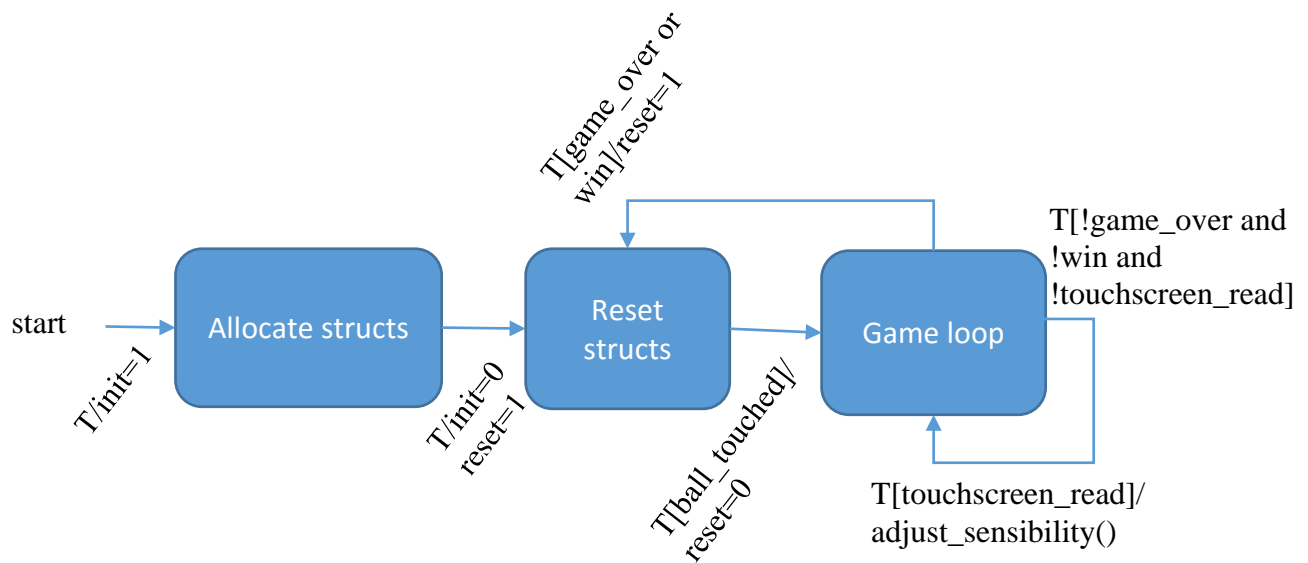 T[game_over or
win]/reset=1
T[!game_over and
!win and
!touchscreen_read]
start
Allocate structs
Reset
structs
Game loop
T/init=1
T/init=0
reset=1
T[ball_touched]/
reset=0
T[touchscreen_read]/
adjust_sensibility()